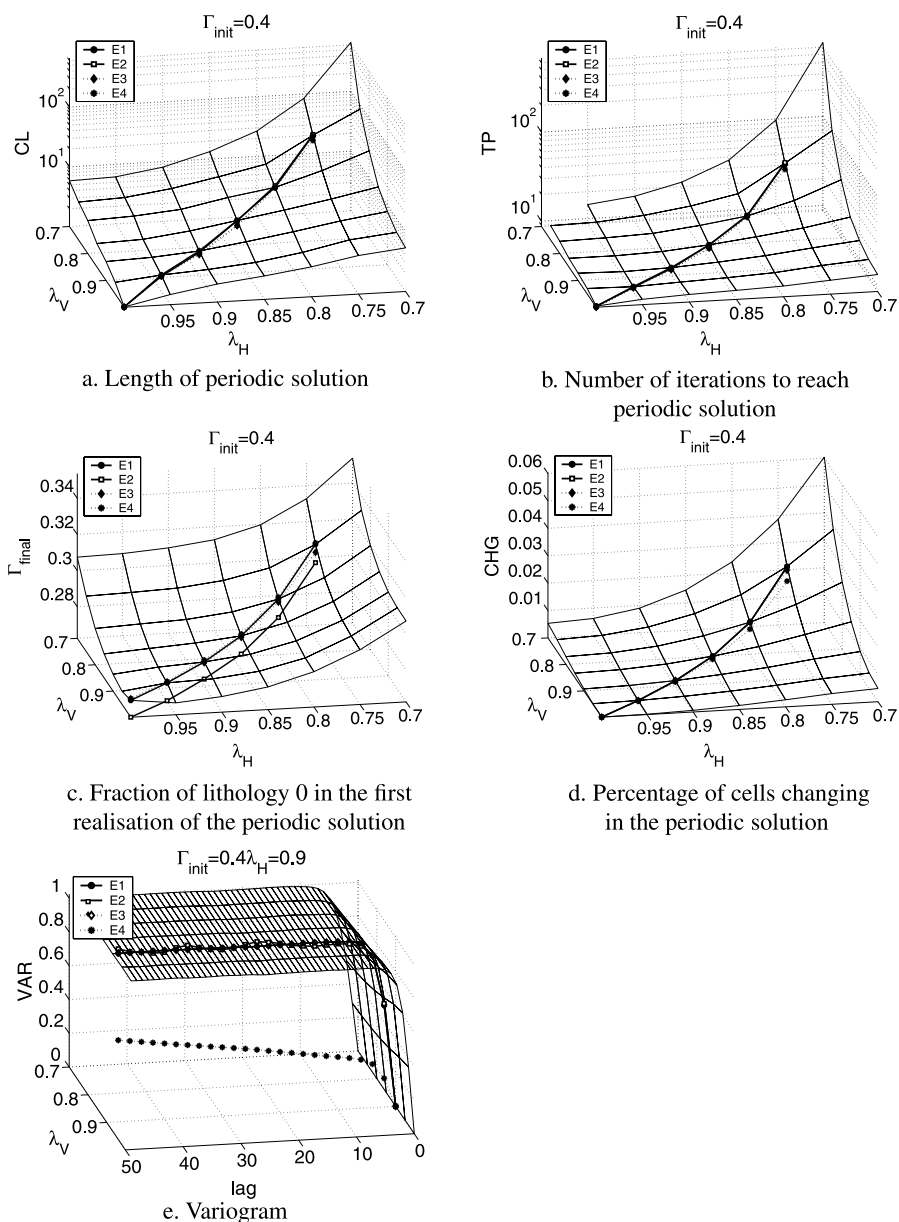 Γinit=0.4
E1
E2
E3
E4
CL
10²
10¹
0.7
0.8
0.9
λV
0.95
0.9
0.85
0.8
0.75
0.7
λH
a. Length of periodic solution
Γinit=0.4
E1
E2
E3
E4
TP
10²
10¹
0.7
0.8
0.9
λV
0.95
0.9
0.85
0.8
0.75
0.7
λH
b. Number of iterations to reach
periodic solution
Γinit=0.4
E1
E2
E3
E4
Γfinal
0.34
0.32
0.3
0.28
0.7
0.8
0.9
λV
0.95
0.9
0.85
0.8
0.75
0.7
λH
c. Fraction of lithology 0 in the first
realisation of the periodic solution
Γinit=0.4
E1
E2
E3
E4
CHG
0.06
0.05
0.04
0.03
0.02
0.01
0.7
0.8
0.9
λV
0.95
0.9
0.85
0.8
0.75
0.7
λH
d. Percentage of cells changing
in the periodic solution
Γinit=0.4λH=0.9
E1
E2
E3
E4
VAR
1
0.8
0.6
0.4
0.2
0
0.7
0.8
0.9
λV
50
40
30
20
10
0
lag
e. Variogram